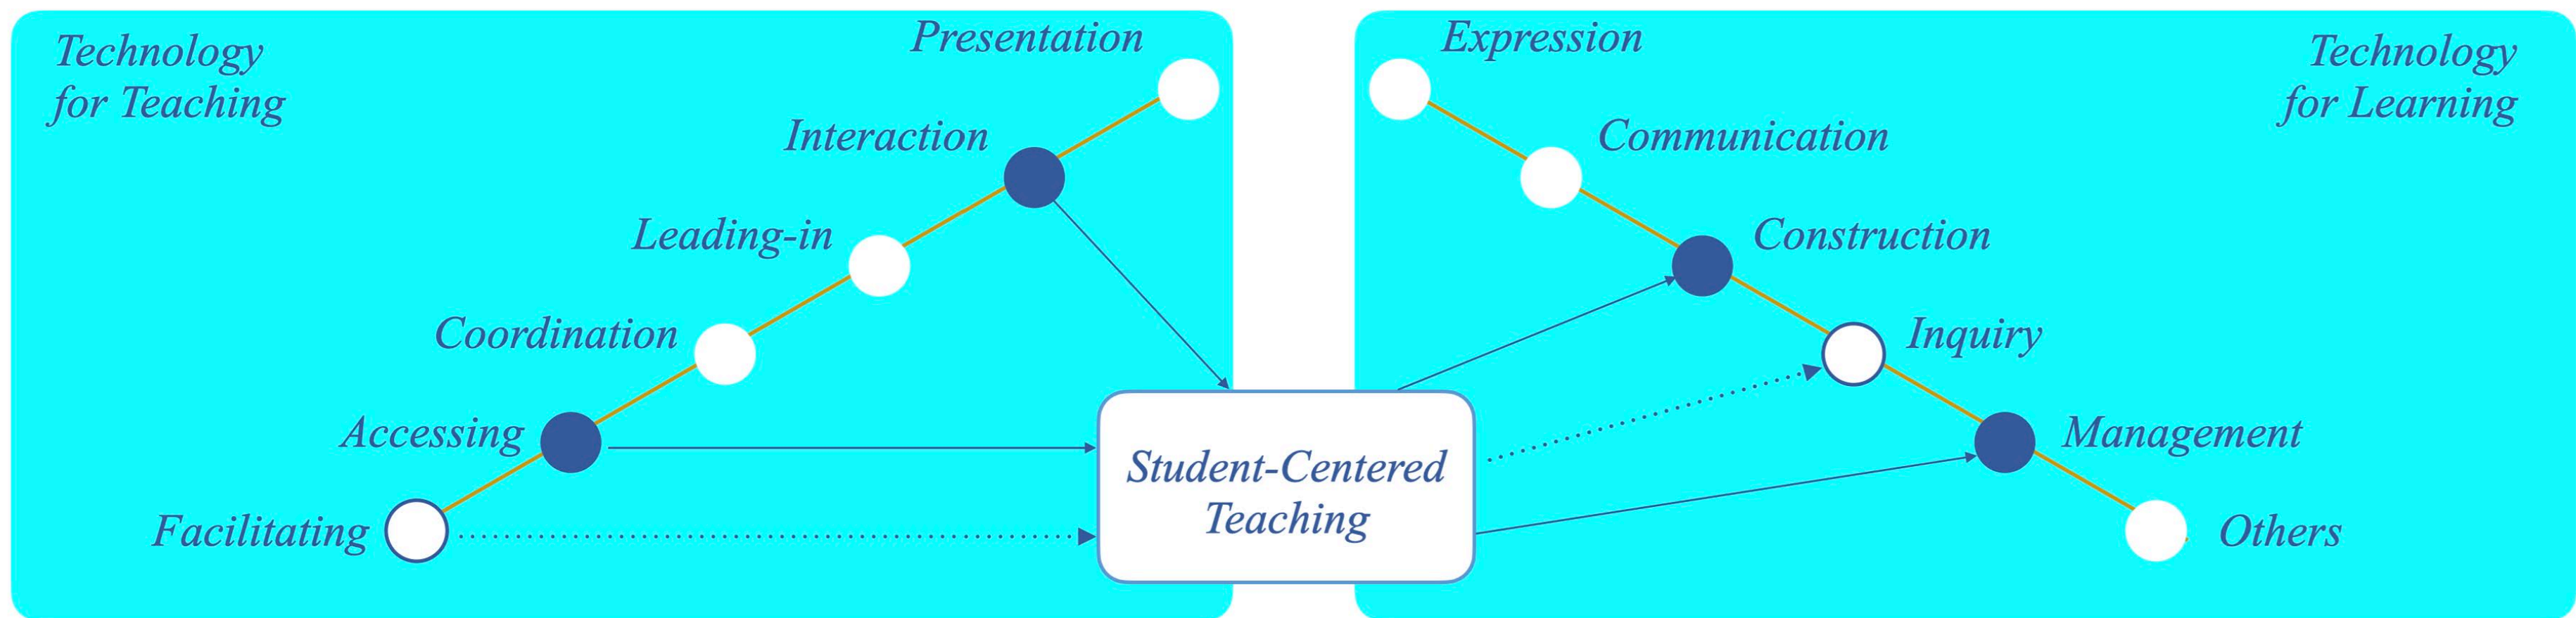 Technology
for Teaching
Presentation
Interaction
Leading-in
Coordination
Accessing
Facilitating
Student-Centered
Teaching
Technology
for Learning
Expression
Communication
Construction
Inquiry
Management
Others